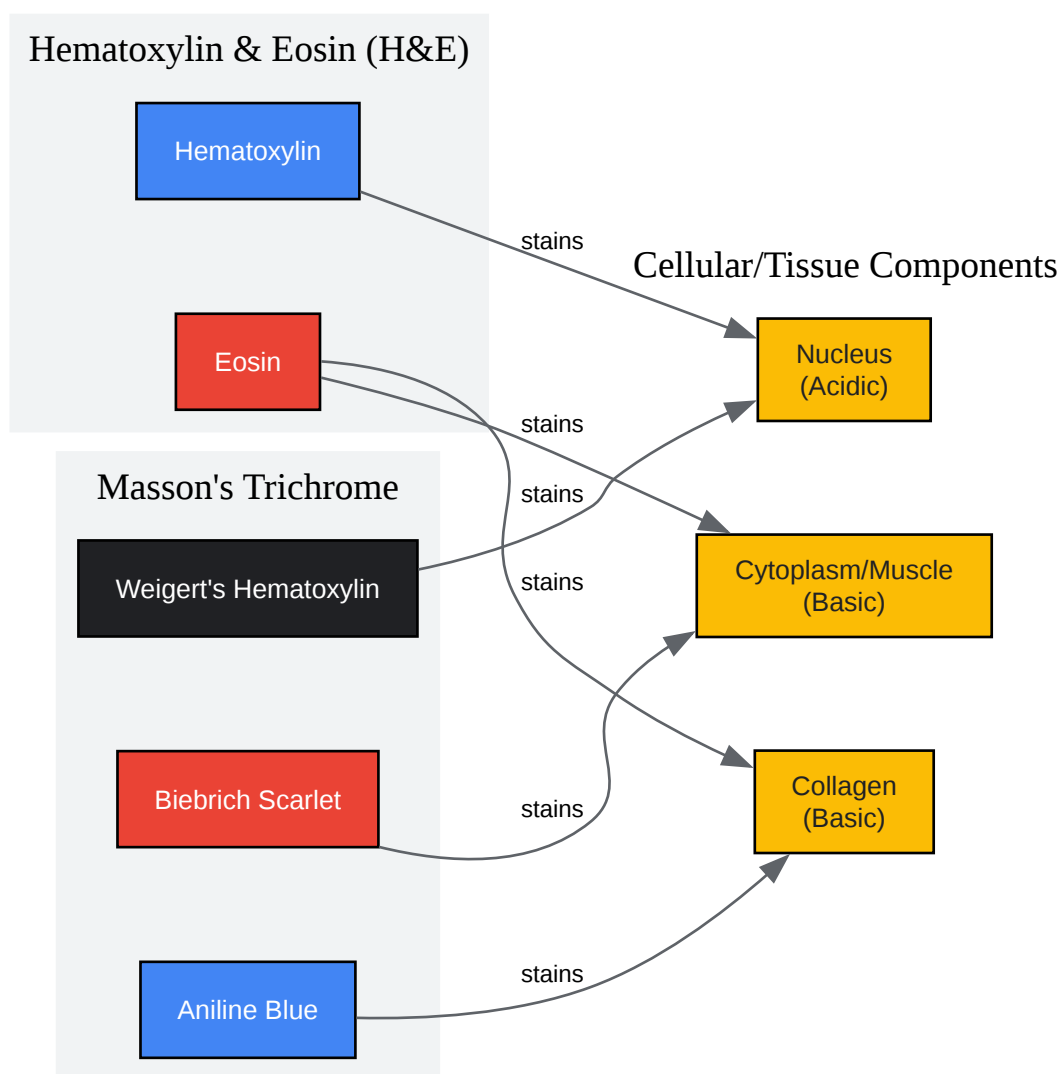 Hematoxylin & Eosin (H&E)
Hematoxylin
stains
Cellular/Tissue Components
Nucleus
(Acidic)
Eosin
stains
Masson's Trichrome
stains
Weigert's Hematoxylin
stains
Cytoplasm/Muscle
(Basic)
Biebrich Scarlet
stains
Collagen
(Basic)
stains
Aniline Blue